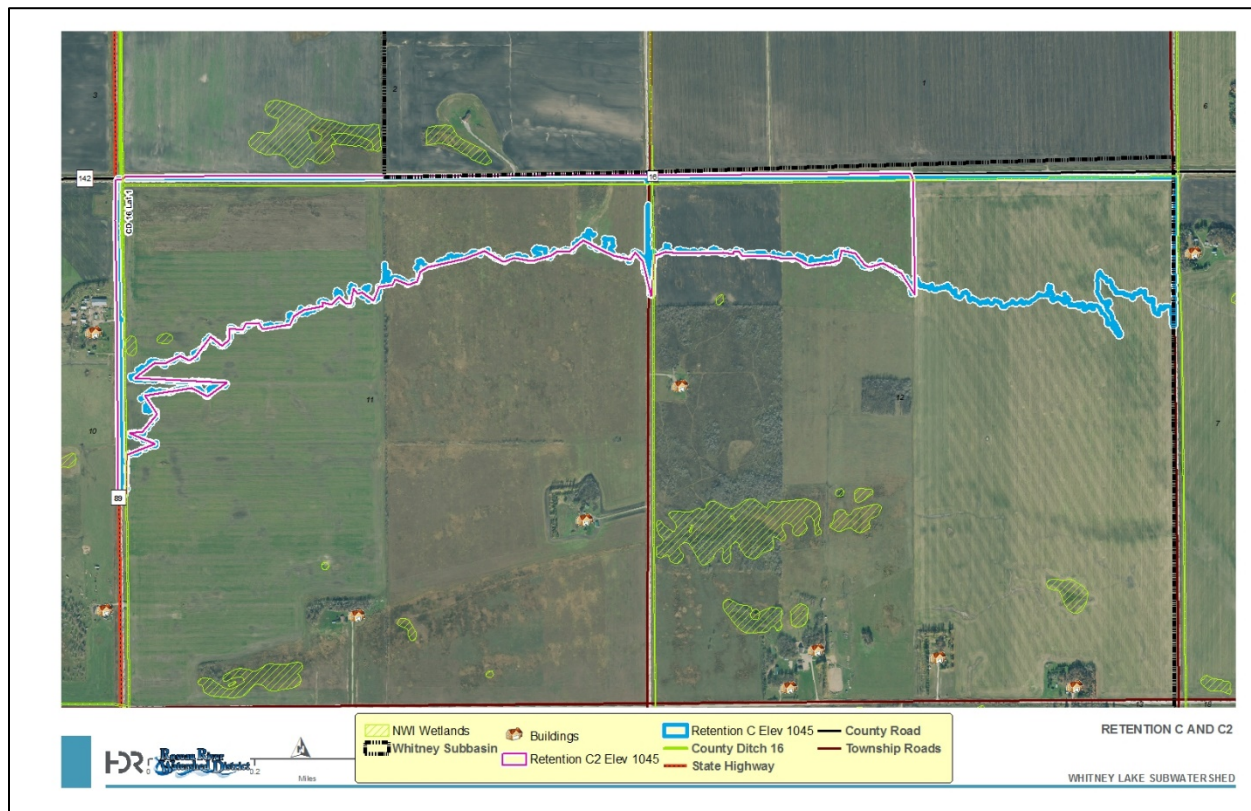 3
2
1
6
142
16
CD 16 Lat 1
11
12
10
7
89
12
NWI Wetlands
Whitney Subbasin
Buildings
Retention C2 Elev 1045
Retention C Elev 1045
County Ditch 16
State Highway
County Road
Township Roads
RETENTION C AND C2
HDR
Roseau River
Watershed District
0
0.2
Miles
WHITNEY LAKE SUBWATERSHED